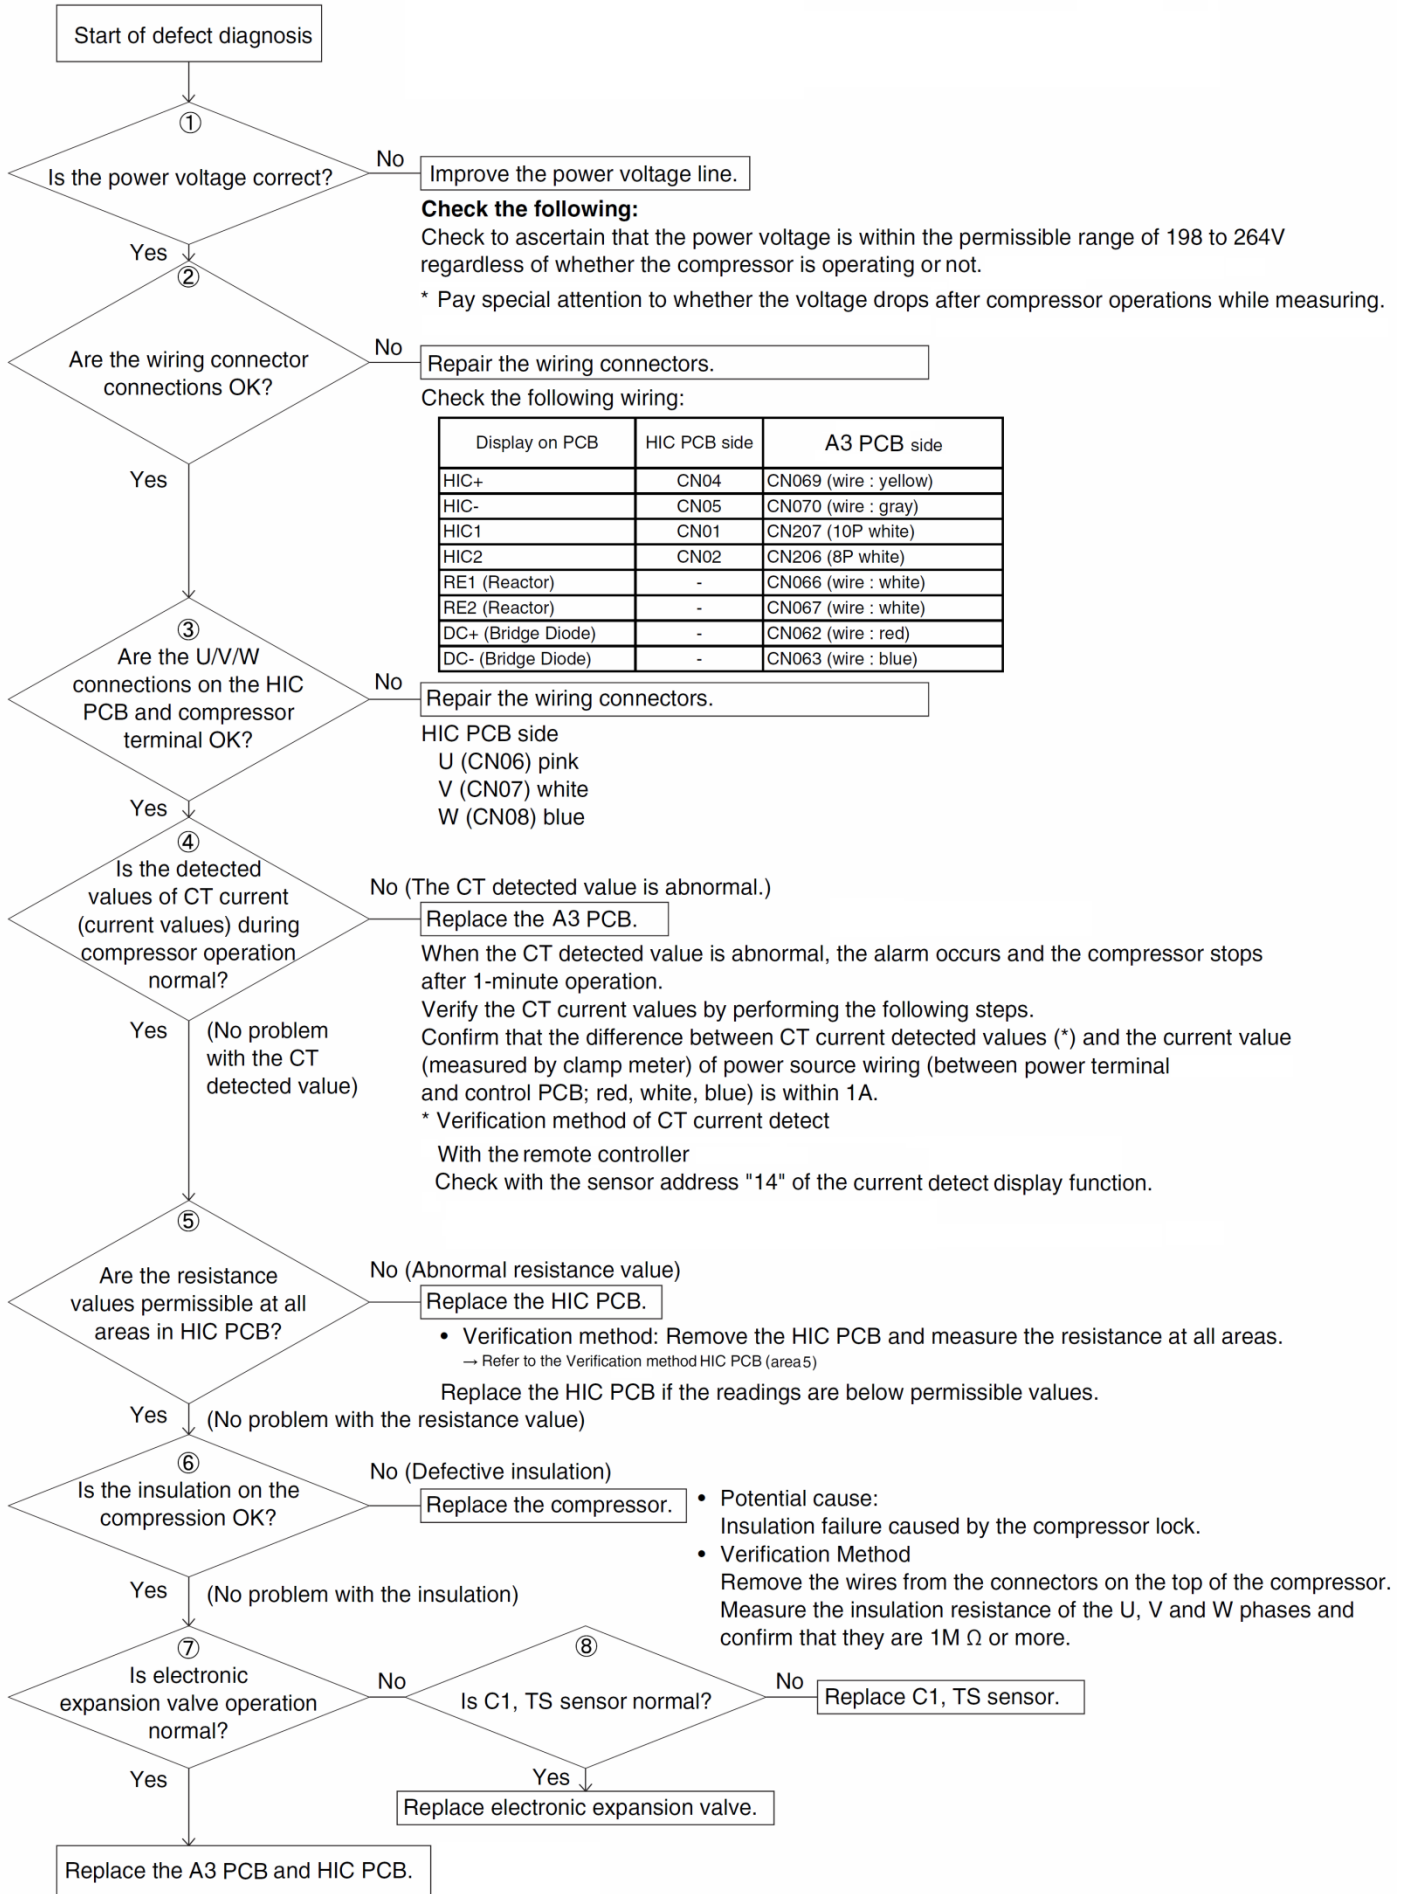 Start of defect diagnosis
①
Is the power voltage correct?
No
Improve the power voltage line.
Check the following:
Check to ascertain that the power voltage is within the permissible range of 198 to 264V
regardless of whether the compressor is operating or not.
* Pay special attention to whether the voltage drops after compressor operations while measuring.
Yes
②
Are the wiring connector
connections OK?
No
Repair the wiring connectors.
Check the following wiring:
Display on PCB HIC PCB side A3 PCB side
HIC+ CN04 CN069 (wire : yellow)
HIC- CN05 CN070 (wire : gray)
HIC1 CN01 CN207 (10P white)
HIC2 CN02 CN206 (8P white)
RE1 (Reactor) - CN066 (wire : white)
RE2 (Reactor) - CN067 (wire : white)
DC+ (Bridge Diode) - CN062 (wire : red)
DC- (Bridge Diode) - CN063 (wire : blue)
Yes
③
Are the U/V/W
connections on the HIC
PCB and compressor
terminal OK?
No
Repair the wiring connectors.
HIC PCB side
U (CN06) pink
V (CN07) white
W (CN08) blue
Yes
④
Is the detected
values of CT current
(current values) during
compressor operation
normal?
No (The CT detected value is abnormal.)
Replace the A3 PCB.
When the CT detected value is abnormal, the alarm occurs and the compressor stops
after 1-minute operation.
Verify the CT current values by performing the following steps.
Confirm that the difference between CT current detected values (*) and the current value
(measured by clamp meter) of power source wiring (between power terminal
and control PCB; red, white, blue) is within 1A.
* Verification method of CT current detect
With the remote controller
Check with the sensor address "14" of the current detect display function.
Yes
(No problem
with the CT
detected value)
⑤
Are the resistance
values permissible at all
areas in HIC PCB?
No (Abnormal resistance value)
Replace the HIC PCB.
• Verification method: Remove the HIC PCB and measure the resistance at all areas.
→ Refer to the Verification method HIC PCB (area 5)
Replace the HIC PCB if the readings are below permissible values.
Yes
(No problem with the resistance value)
⑥
Is the insulation on the
compression OK?
No (Defective insulation)
Replace the compressor.
• Potential cause:
Insulation failure caused by the compressor lock.
• Verification Method
Remove the wires from the connectors on the top of the compressor.
Measure the insulation resistance of the U, V and W phases and
confirm that they are 1M Ω or more.
Yes
(No problem with the insulation)
⑦
Is electronic
expansion valve operation
normal?
No
⑧
Is C1, TS sensor normal?
No
Replace C1, TS sensor.
Yes
Replace electronic expansion valve.
Yes
Replace the A3 PCB and HIC PCB.